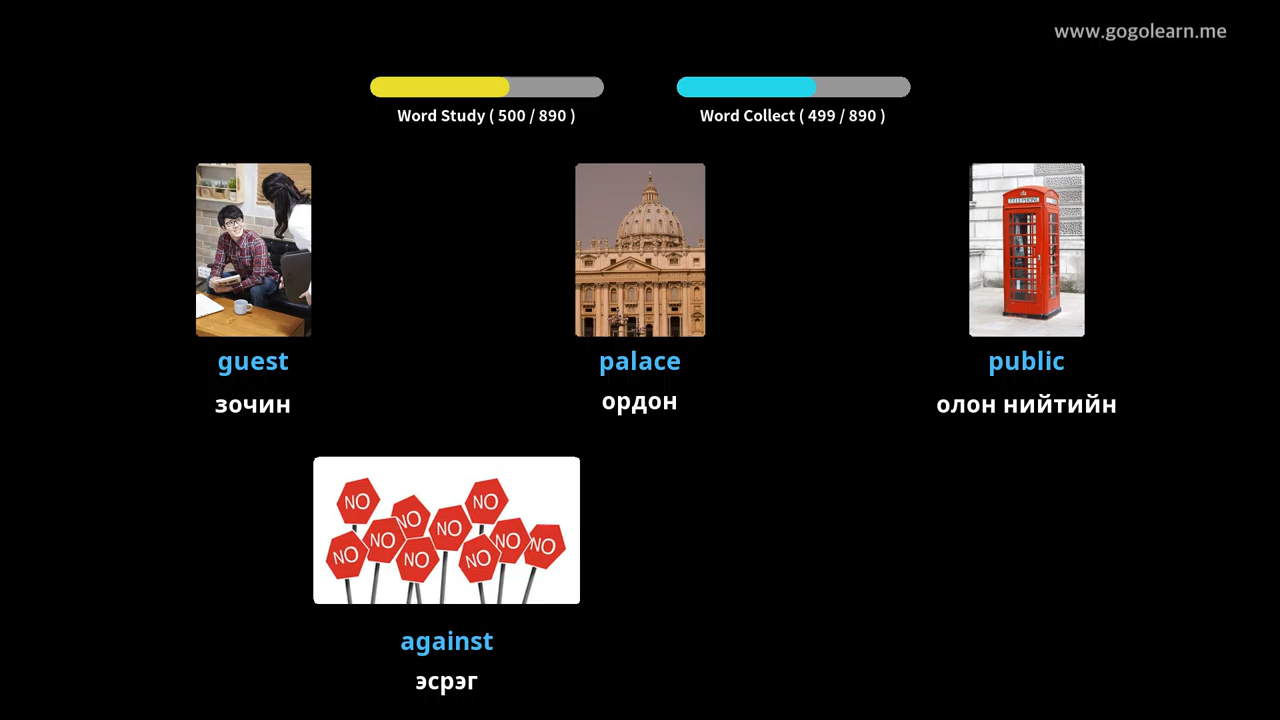 www.gogolearn.me
Word Study ( 500 / 890 )
Word Collect ( 499 / 890 )
TELEPHONE
guest
palace
public
зочин
ордон
олон нийтийн
NO
NO
NO
NO
NO
NO
NO
NO
NO
NO
against
эсрэг